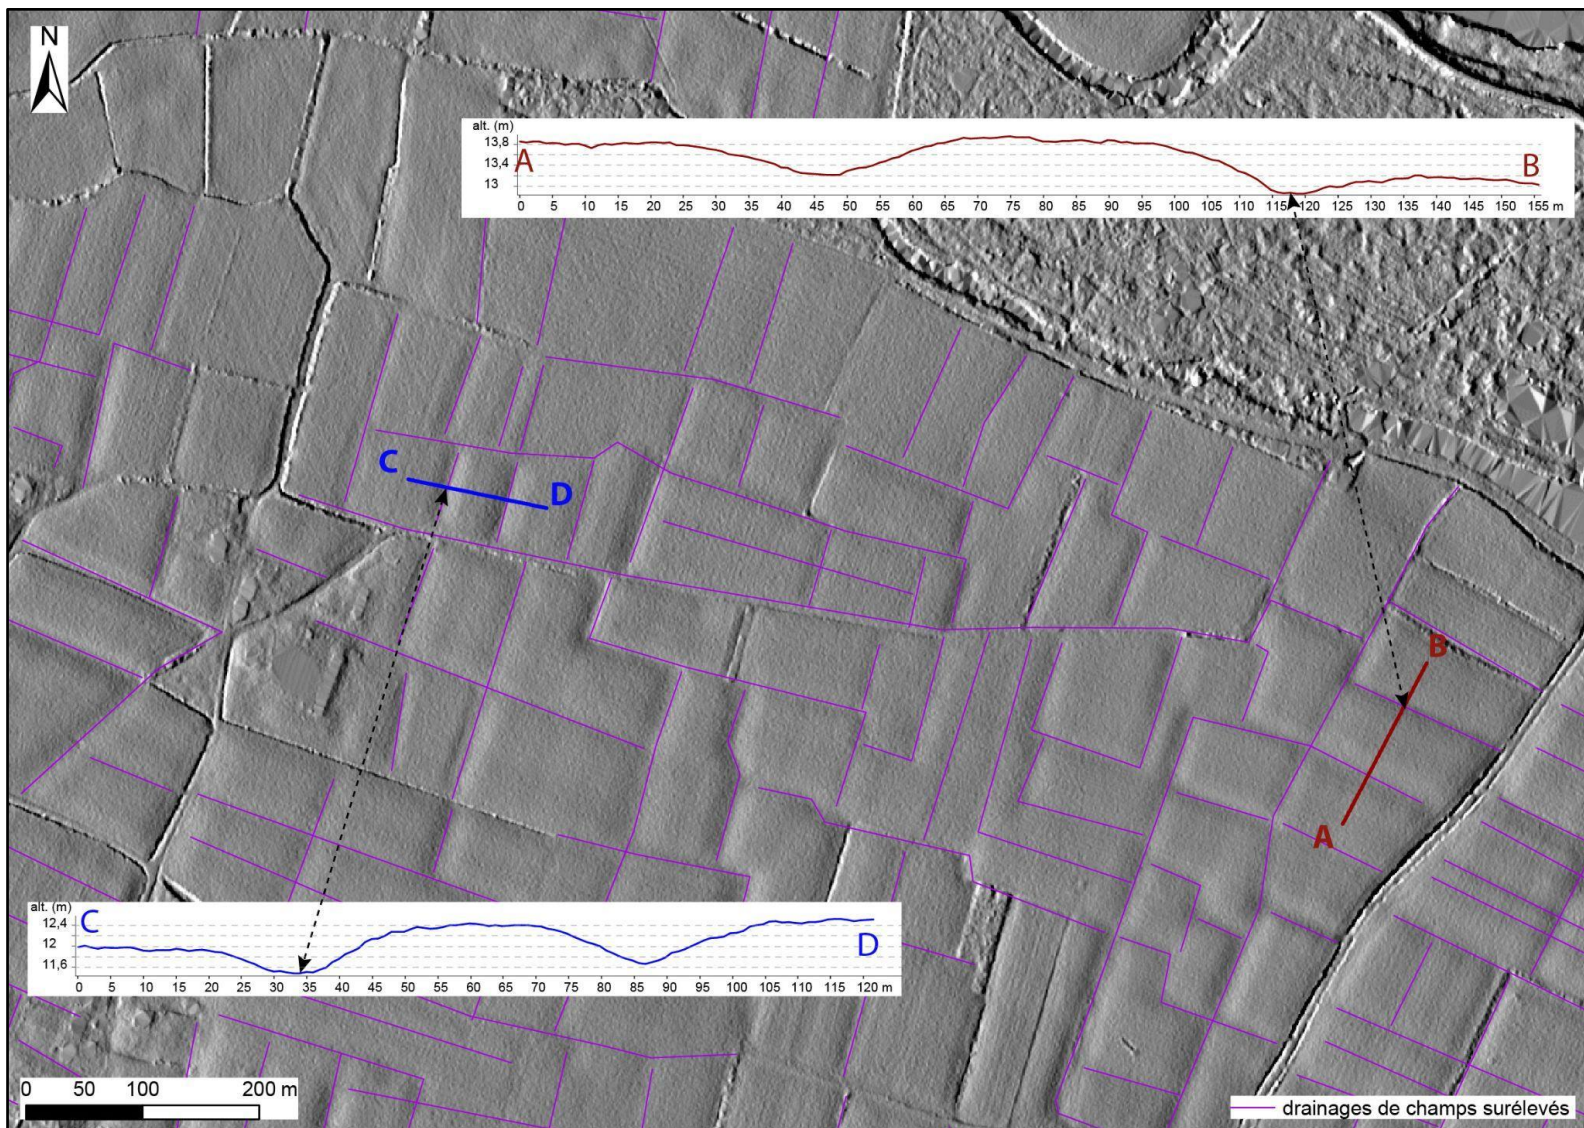 N
alt. (m)
13,8
13,4
13
A
B
0 5 10 15 20 25 30 35 40 45 50 55 60 65 70 75 80 85 90 95 100 105 110 115 120 125 130 135 140 145 150 155 m
C
D
B
A
alt. (m)
12,4
12
11,6
C
D
0 5 10 15 20 25 30 35 40 45 50 55 60 65 70 75 80 85 90 95 100 105 110 115 120 m
0 50 100 200 m
drainages de champs surélevés